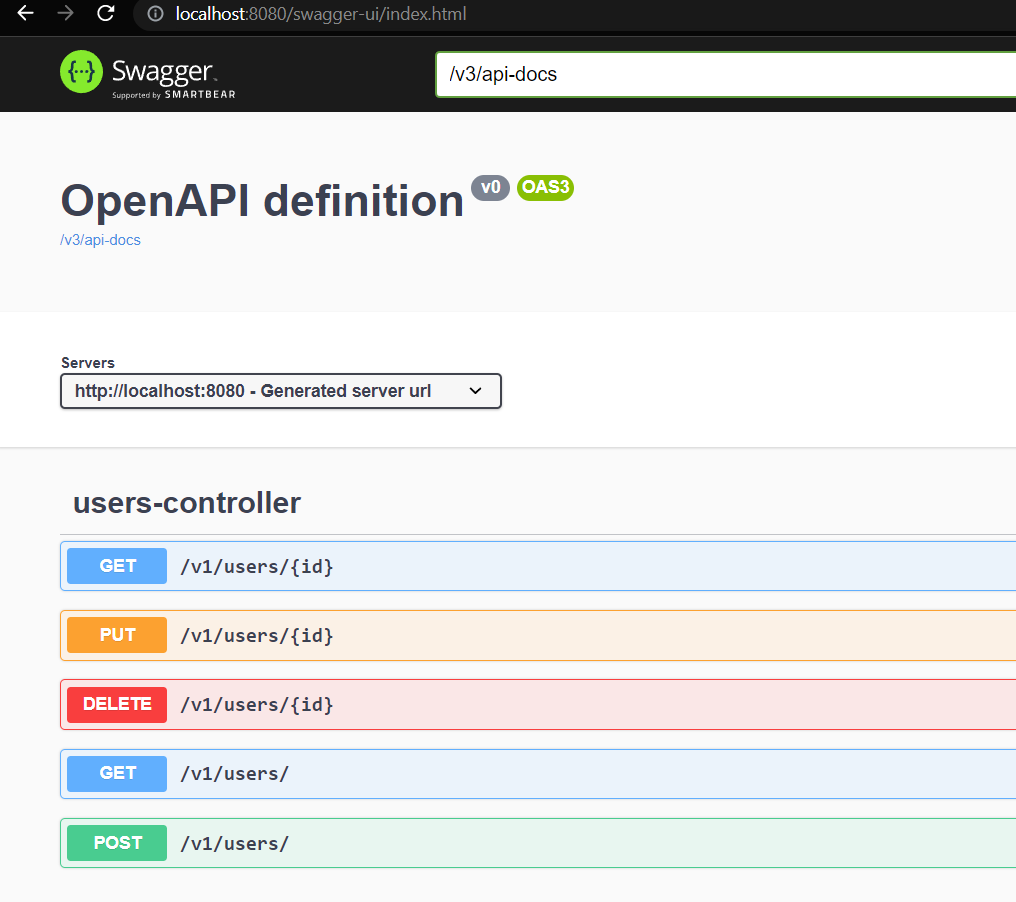 localhost:8080/swagger-ui/index.html
{···} Swagger.
Supported by SMARTBEAR
/v3/api-docs
OpenAPI definition v0 OAS3
/v3/api-docs
Servers
http://localhost:8080 - Generated server url
users-controller
GET /v1/users/{id}
PUT /v1/users/{id}
DELETE /v1/users/{id}
GET /v1/users/
POST /v1/users/